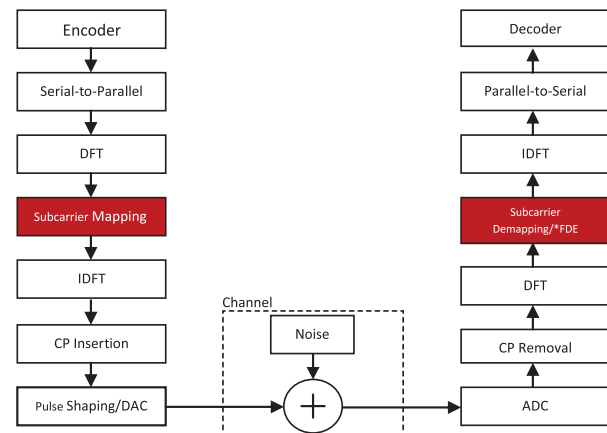 Encoder
Serial-to-Parallel
DFT
Subcarrier Mapping
IDFT
CP Insertion
Pulse Shaping/DAC
Channel
Noise
+
Decoder
Parallel-to-Serial
IDFT
Subcarrier
Demapping/*FDE
DFT
CP Removal
ADC